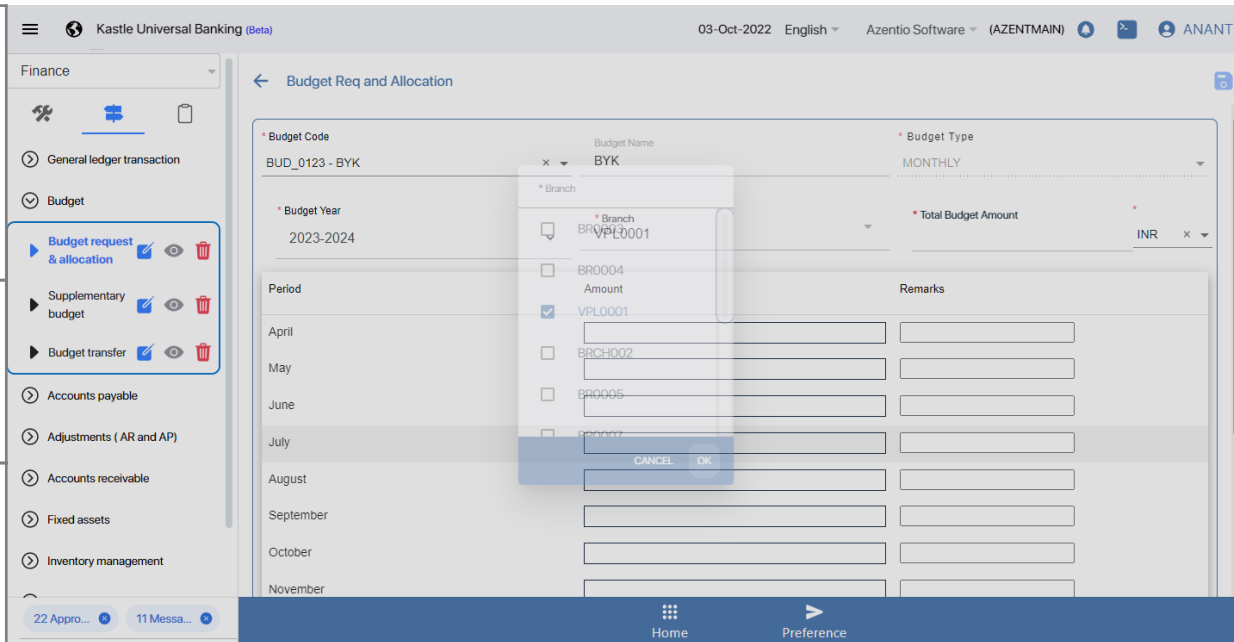 Kastle Universal Banking (Beta)
03-Oct-2022 English Azentio Software (AZENTMAIN) ANANT
Finance
General ledger transaction
Budget
Budget request
& allocation
Supplementary
budget
Budget transfer
Accounts payable
Adjustments ( AR and AP)
Accounts receivable
Fixed assets
Inventory management
22 Appro...
11 Messa...
Budget Req and Allocation
* Budget Code
BUD_0123 - BYK
Budget Name
BYK
* Budget Type
MONTHLY
* Budget Year
2023-2024
* Branch
VPL0001
* Total Budget Amount
*
INR
* Branch
BR0003
BR0004
VPL0001
BRCH002
BR0005
BR0007
CANCEL OK
Period Amount Remarks
April
May
June
July
August
September
October
November
Home
Preference